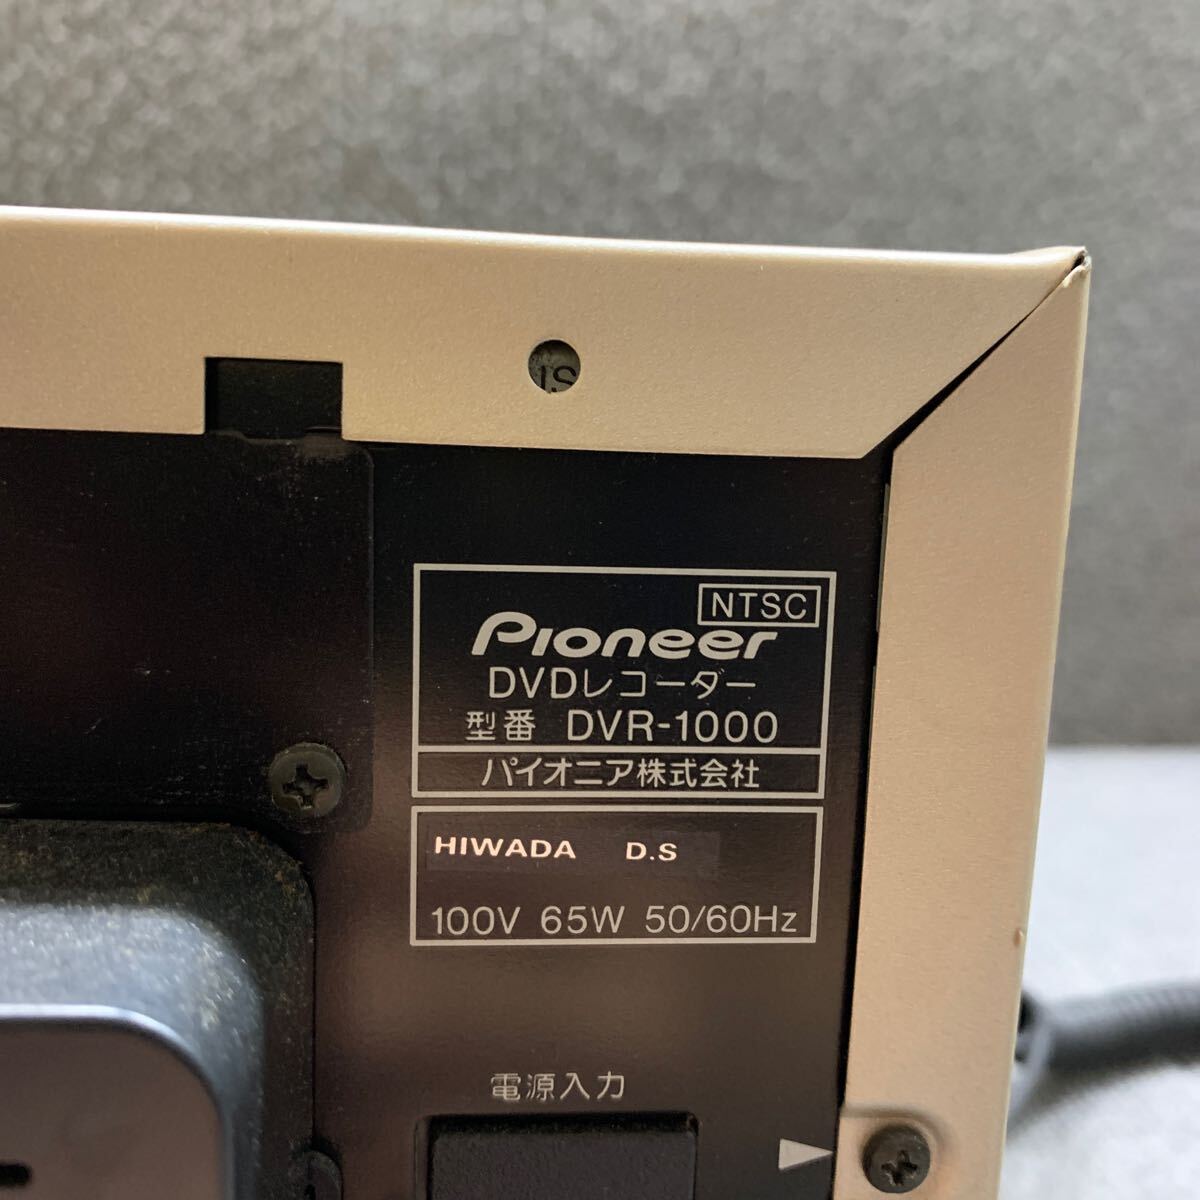 NTSC
Pioneer
DVDレコーダー
型番 DVR-1000
パイオニア株式会社
HIWADA D.S
100V 65W 50/60Hz
電源入力